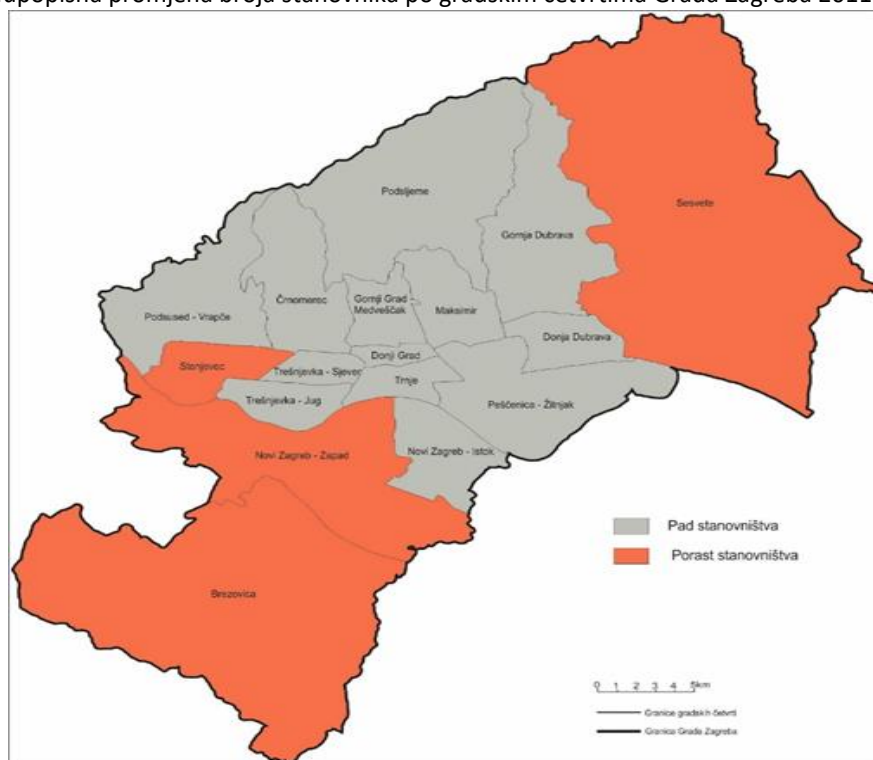 upopisna promjena broja stanovnika po gradskim četvrtima Grada Zagreba 2011
Podsljeme
Sesvete
Gornja Dubrava
Črnomerec
Gornji Grad -
Medveščak
Maksimir
Podsused - Vrapče
Donja Dubrava
Stenjevec
Donji Grad
Trešnjevka - Sjever
Trnje
Trešnjevka - Jug
Peščenica - Žitnjak
Novi Zagreb - Zapad
Novi Zagreb - Istok
Brezovica
Pad stanovništva
Porast stanovništva
0 1 2 3 4 5km
Granice gradskih četvrti
Granica Grada Zagreba